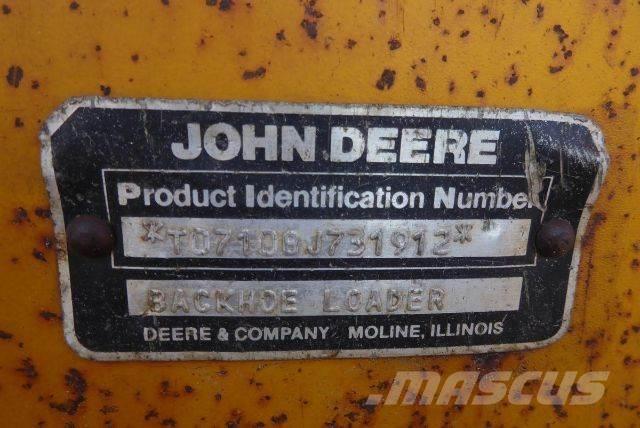 JOHN DEERE
Product Identification Number
*T0710DJ731912*
BACKHOE LOADER
DEERE & COMPANY MOLINE, ILLINOIS
MASCUS